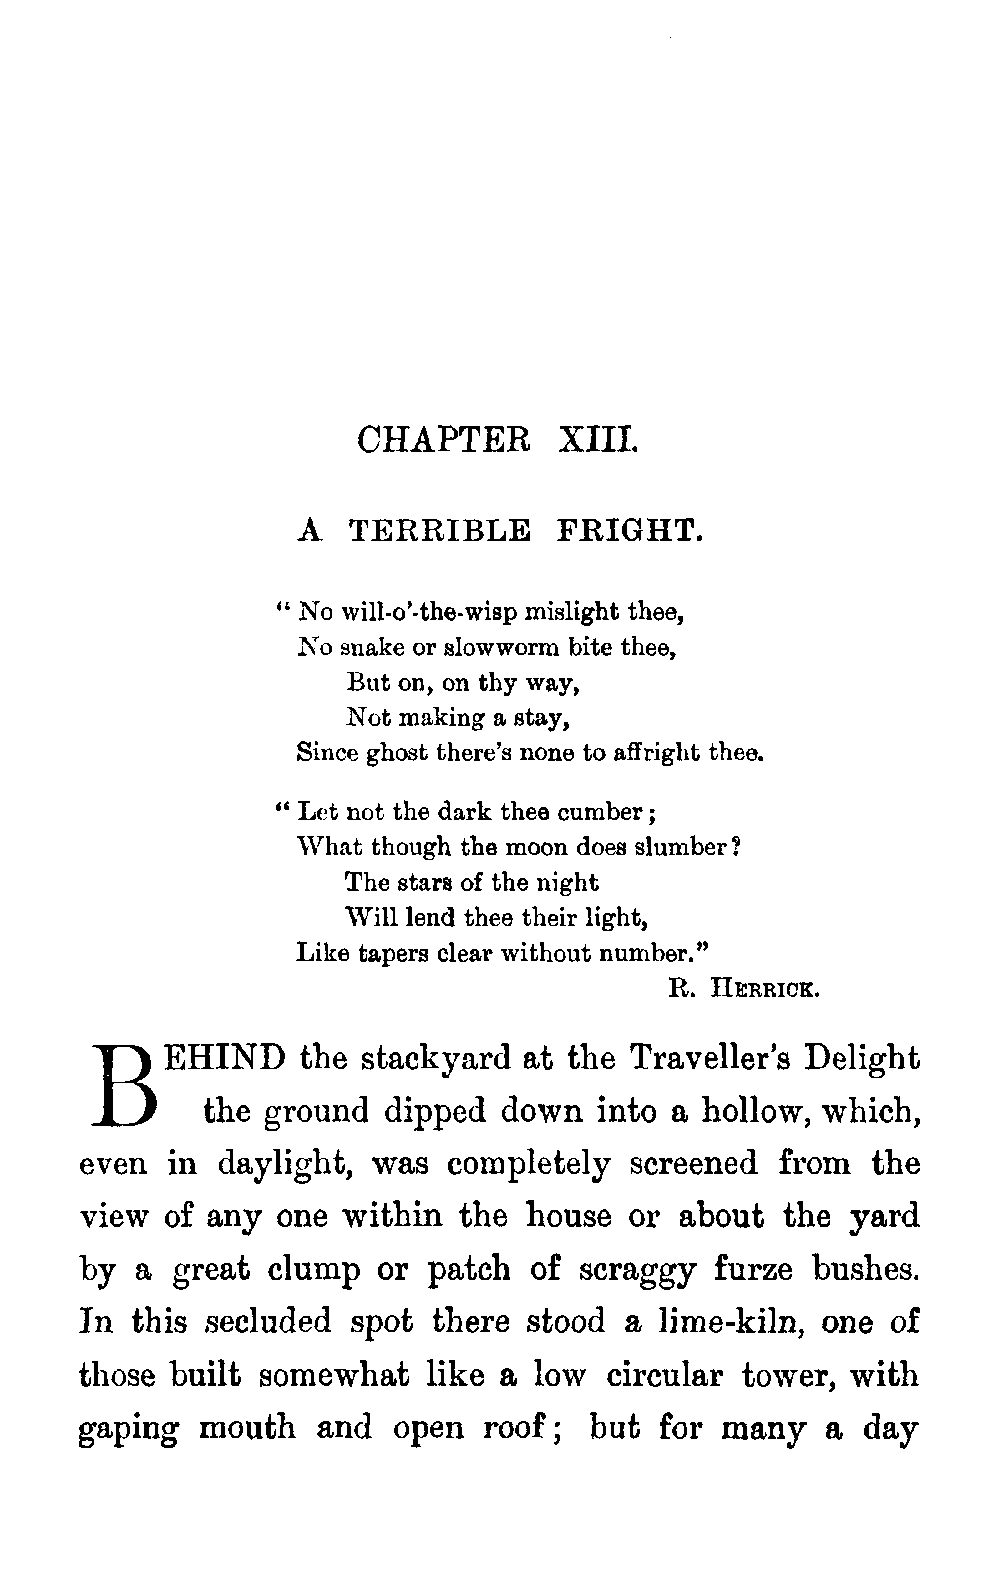 CHAPTER XIII.
A TERRIBLE FRIGHT.
“ No will-o’-the-wisp mislight thee,
No snake or slowworm bite thee,
But on, on thy way,
Not making a stay,
Since ghost there’s none to affright thee.
“ Let not the dark thee cumber ;
What though the moon does slumber?
The stars of the night
Will lend thee their light,
Like tapers clear without number.”
R. HERRICK.
BEHIND the stackyard at the Traveller’s Delight
the ground dipped down into a hollow, which,
even in daylight, was completely screened from the
view of any one within the house or about the yard
by a great clump or patch of scraggy furze bushes.
In this secluded spot there stood a lime-kiln, one of
those built somewhat like a low circular tower, with
gaping mouth and open roof ; but for many a day